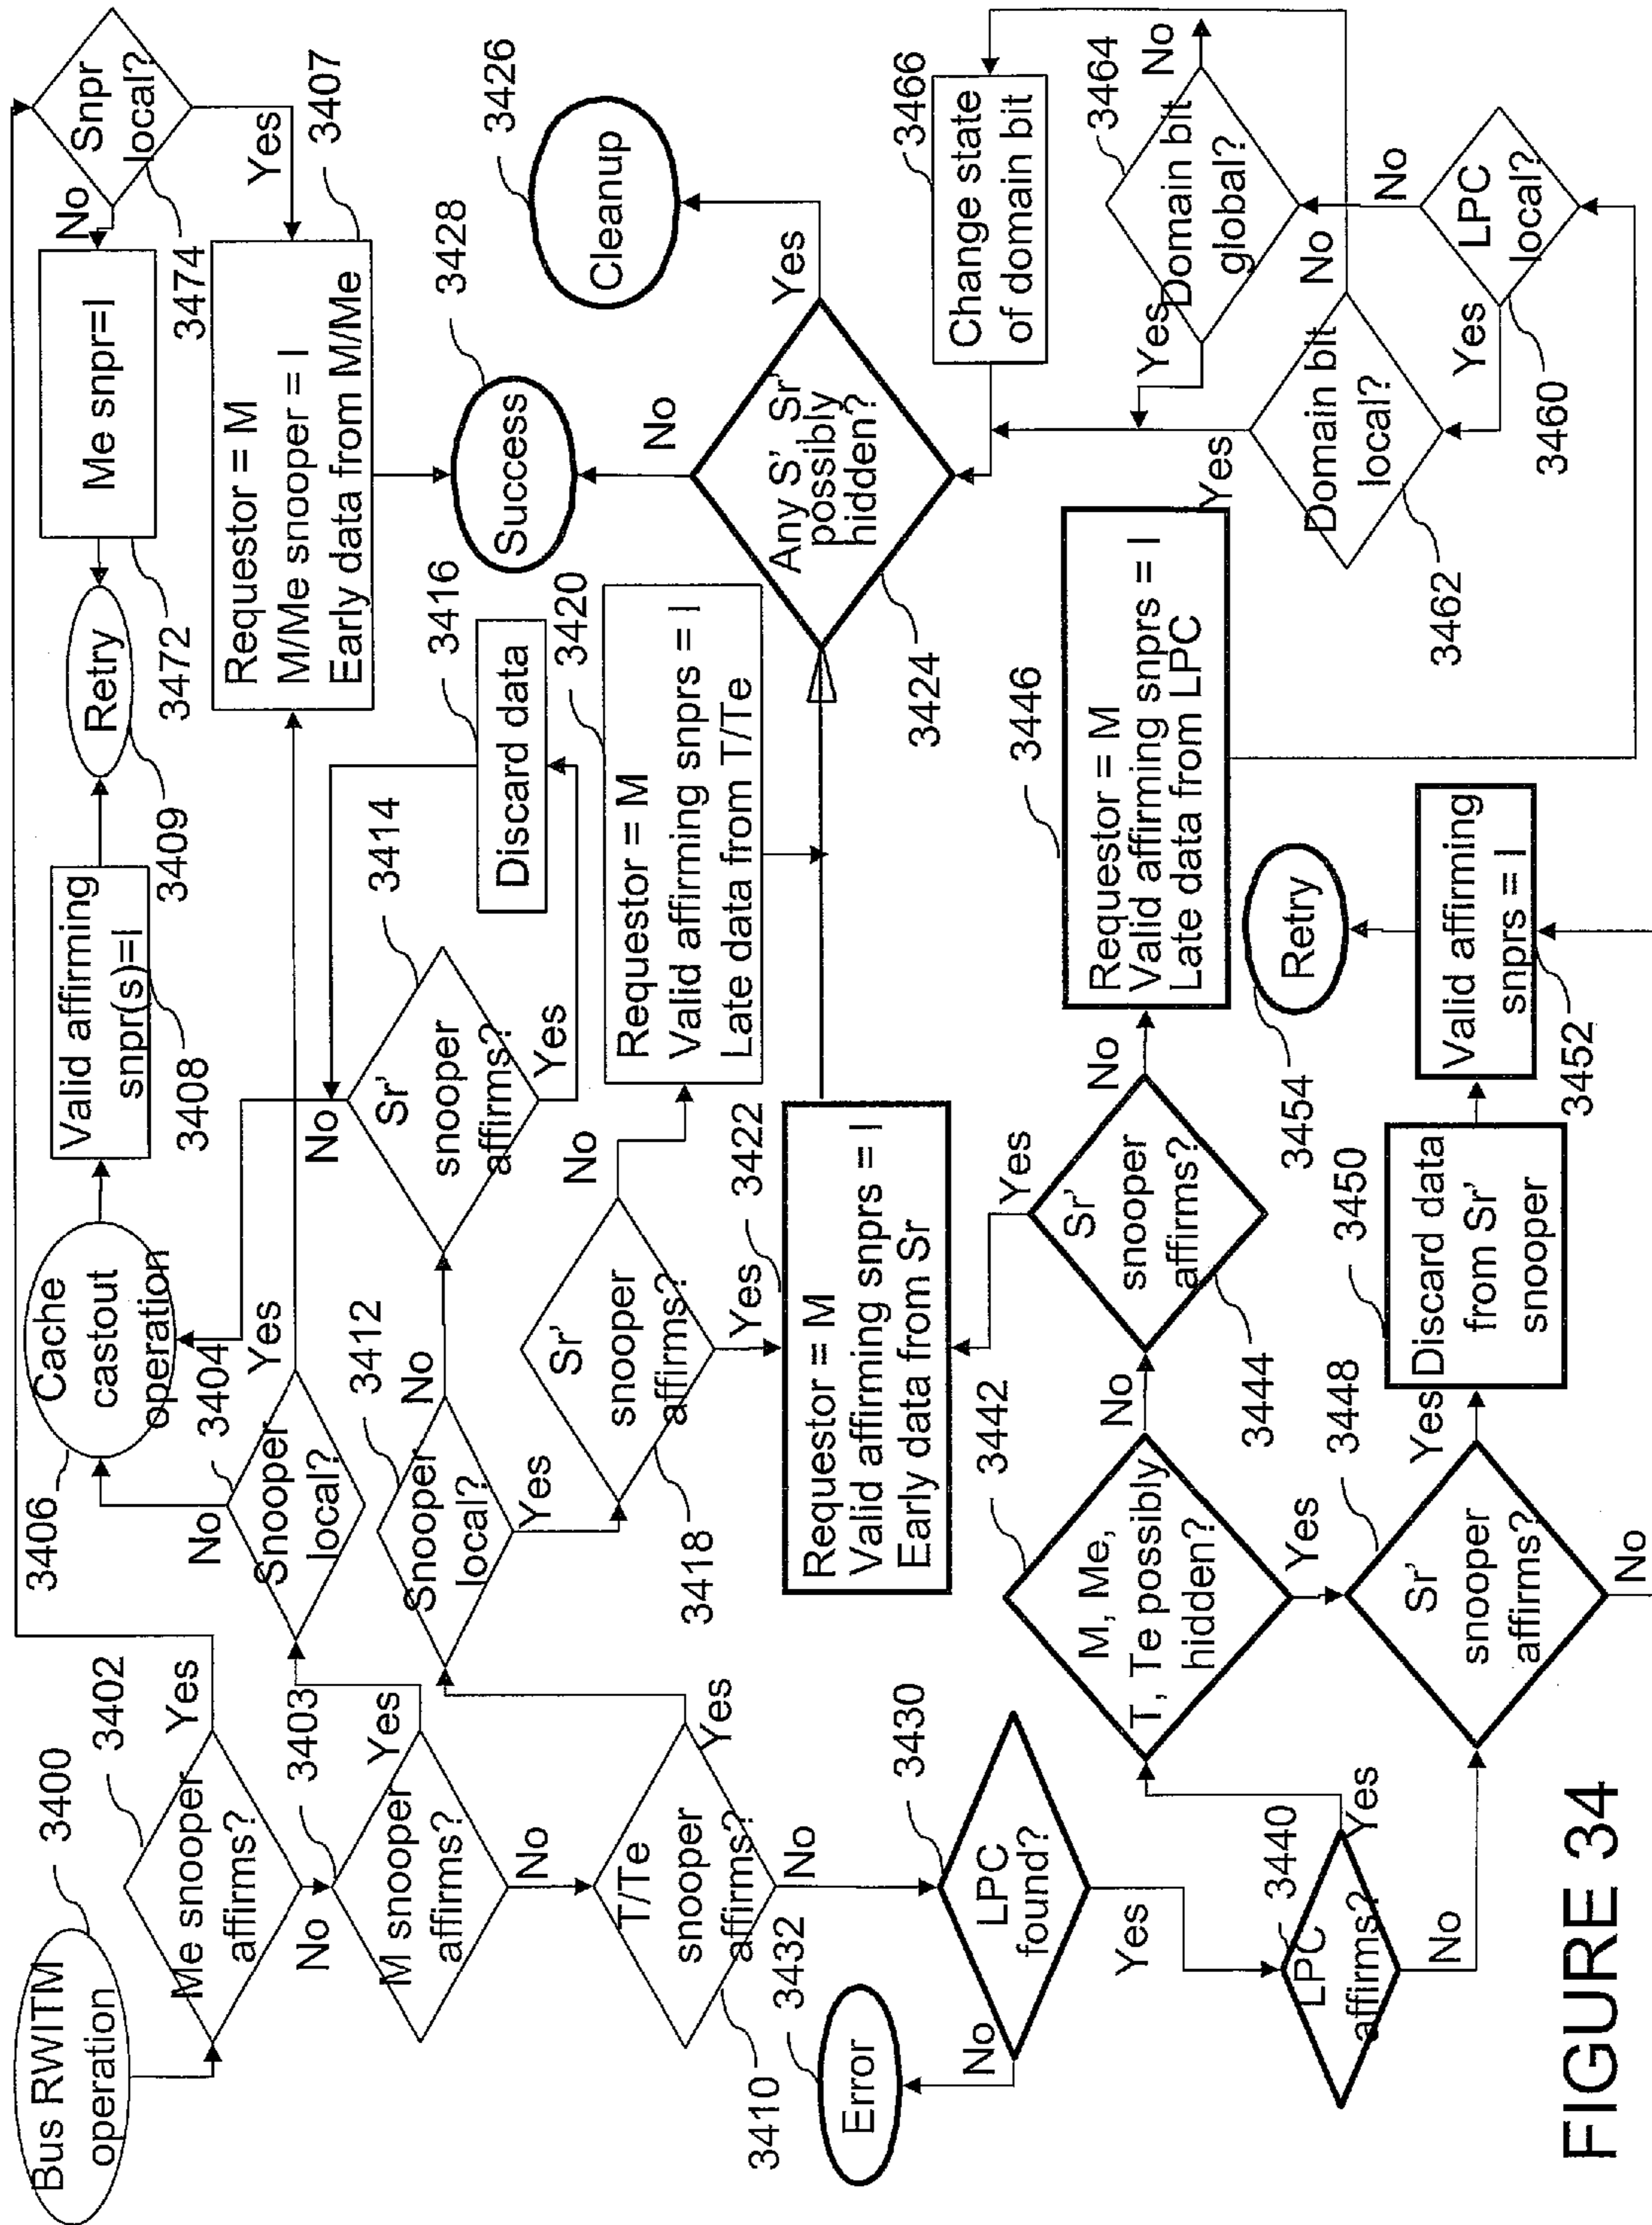 Bus RWITM
operation
3400
Me snooper
affirms?
3402
Yes
No
M snooper
affirms?
3403
Yes
No
T/Te
snooper
affirms?
3410
Yes
No
Snooper
local?
3404
No
Yes
Cache
castout
operation
3406
Valid affirming
snpr(s)=I
3408
Retry
3409
Me snpr=I
3472
Snpr
local?
3474
No
Yes
Requestor = M
M/Me snooper = I
Early data from M/Me
3407
Snooper
local?
3412
No
Yes
Sr'
snooper
affirms?
3414
No
Yes
Discard data
3416
Sr'
snooper
affirms?
3418
No
Yes
Requestor = M
Valid affirming snprs = I
Late data from T/Te
3420
Requestor = M
Valid affirming snprs = I
Early data from Sr
3422
Any S' Sr'
possibly
hidden?
3424
No
Yes
Success
3428
Cleanup
3426
LPC
found?
3430
No
Yes
Error
3432
LPC
affirms?
3440
Yes
No
M, Me,
T, Te possibly
hidden?
3442
No
Yes
Sr'
snooper
affirms?
3444
Yes
No
Requestor = M
Valid affirming snprs = I
Late data from LPC
3446
Sr'
snooper
affirms?
3448
Yes
No
Discard data
from Sr'
snooper
3450
Valid affirming
snprs = I
3452
Retry
3454
LPC
local?
3460
Yes
No
Domain bit
local?
3462
Yes
No
Domain bit
global?
3464
Yes
No
Change state
of domain bit
3466
FIGURE 34